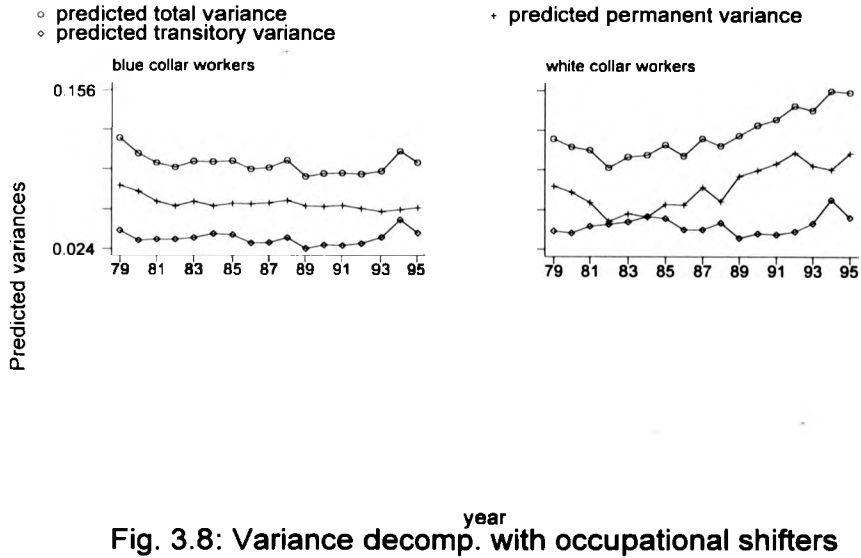 predicted total variance
predicted permanent variance
predicted transitory variance
blue collar workers
white collar workers
0.156
0.024
79 81 83 85 87 89 91 93 95
79 81 83 85 87 89 91 93 95
Predicted variances
year
Fig. 3.8: Variance decomp. with occupational shifters